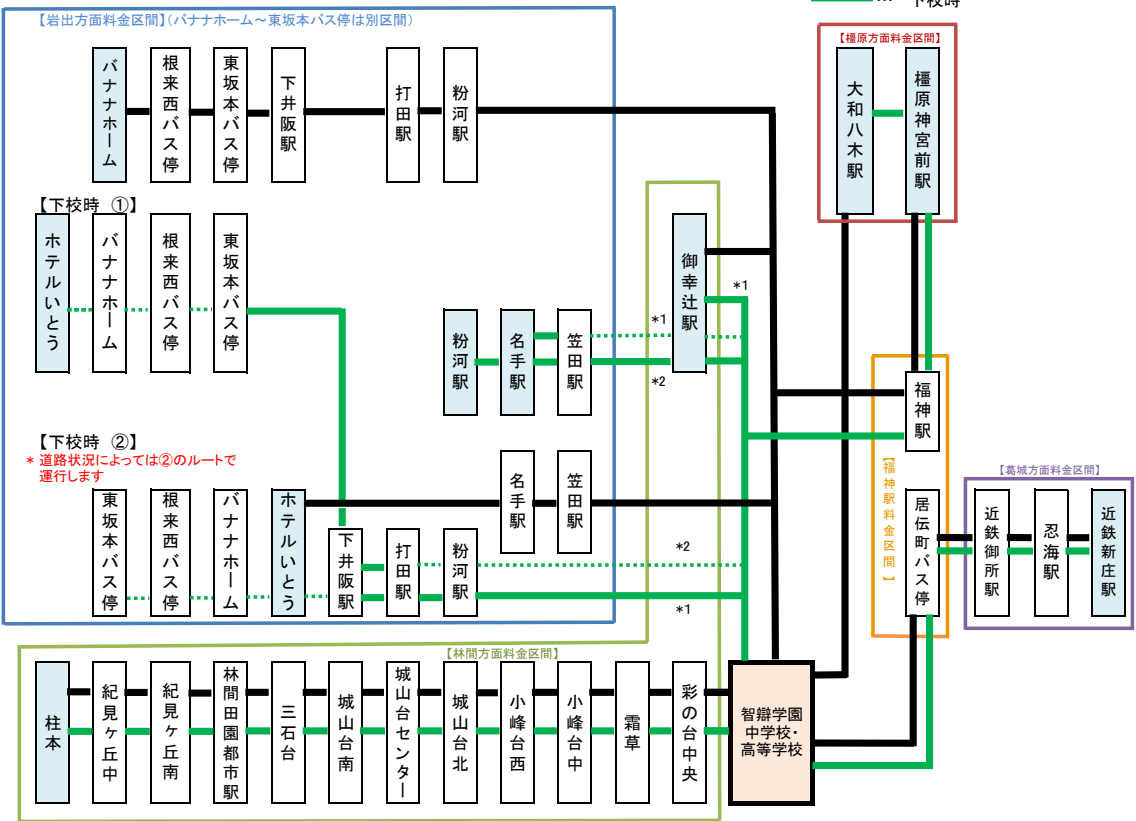 … 下校時
【岩出方面料金区間】(バナナホーム～東坂本バス停は別区間)
【橿原方面料金区間】
バナナホーム
根来西バス停
東坂本バス停
下井阪駅
打田駅
粉河駅
大和八木駅
橿原神宮前駅
【下校時 ①】
ホテルいとう
バナナホーム
根来西バス停
東坂本バス停
御幸辻駅
*1
*1
粉河駅
名手駅
笠田駅
*2
福神駅
【下校時 ②】
* 道路状況によっては②のルートで
運行します
名手駅
笠田駅
【福神駅料金区間】
【葛城方面料金区間】
東坂本バス停
根来西バス停
バナナホーム
ホテルいとう
下井阪駅
打田駅
粉河駅
*2
*1
居伝町バス停
近鉄御所駅
忍海駅
近鉄新庄駅
【林間方面料金区間】
柱本
紀見ヶ丘中
紀見ヶ丘南
林間田園都市駅
三石台
城山台南
城山台センター
城山台北
小峰台西
小峰台中
霜草
彩の台中央
智辯学園
中学校・
高等学校